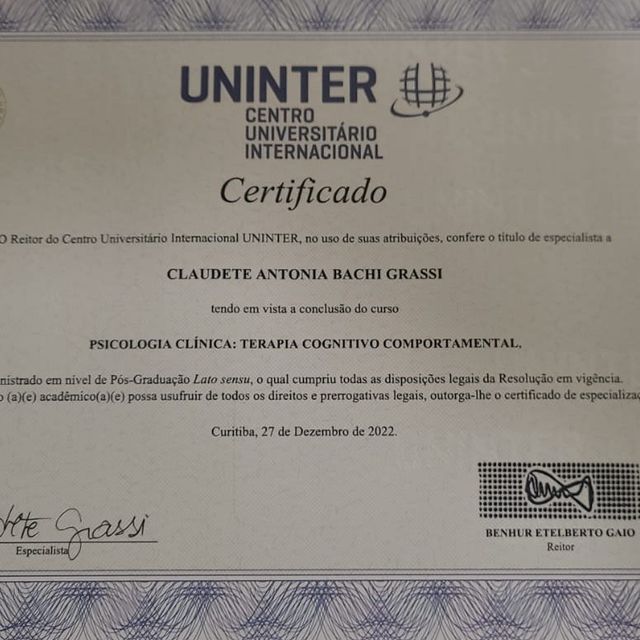 UNINTER
CENTRO
UNIVERSITÁRIO
INTERNACIONAL
Certificado
O Reitor do Centro Universitário Internacional UNINTER, no uso de suas atribuições, confere o título de especialista a
CLAUDETE ANTONIA BACHI GRASSI
tendo em vista a conclusão do curso
PSICOLOGIA CLÍNICA: TERAPIA COGNITIVO COMPORTAMENTAL.
nistrado em nível de Pós-Graduação Lato sensu, o qual cumpriu todas as disposições legais da Resolução em vigência.
o (a)(e) acadêmico(a)(e) possa usufruir de todos os direitos e prerrogativas legais, outorga-lhe o certificado de especializaç
Curitiba, 27 de Dezembro de 2022.
Grassi
Especialista
BENHUR ETELBERTO GAIO
Reitor